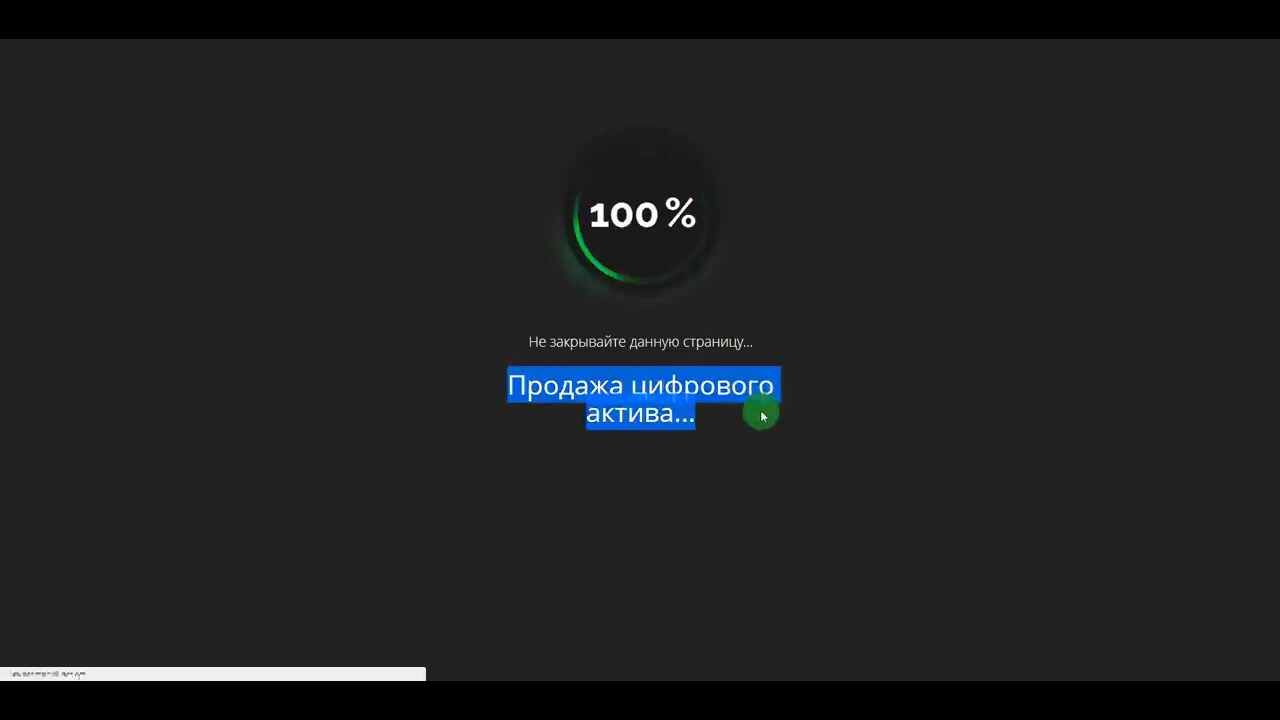 100 %
Не закрывайте данную страницу...
Продажа цифрового
актива...